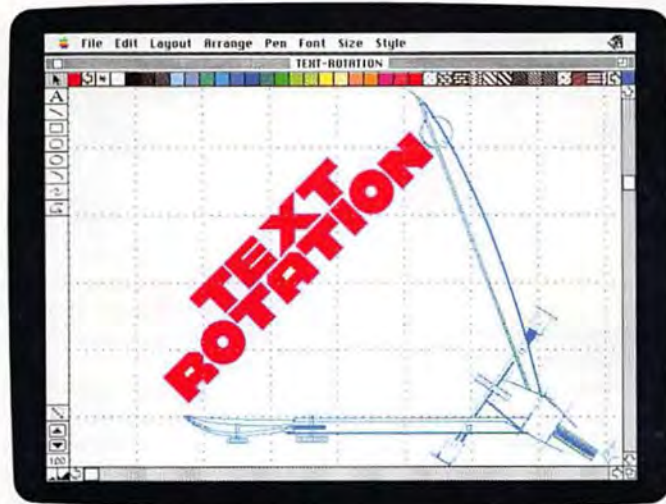 File Edit Layout Arrange Pen Font Size Style
TEXT-ROTATION
A
TEXT
ROTATION
100